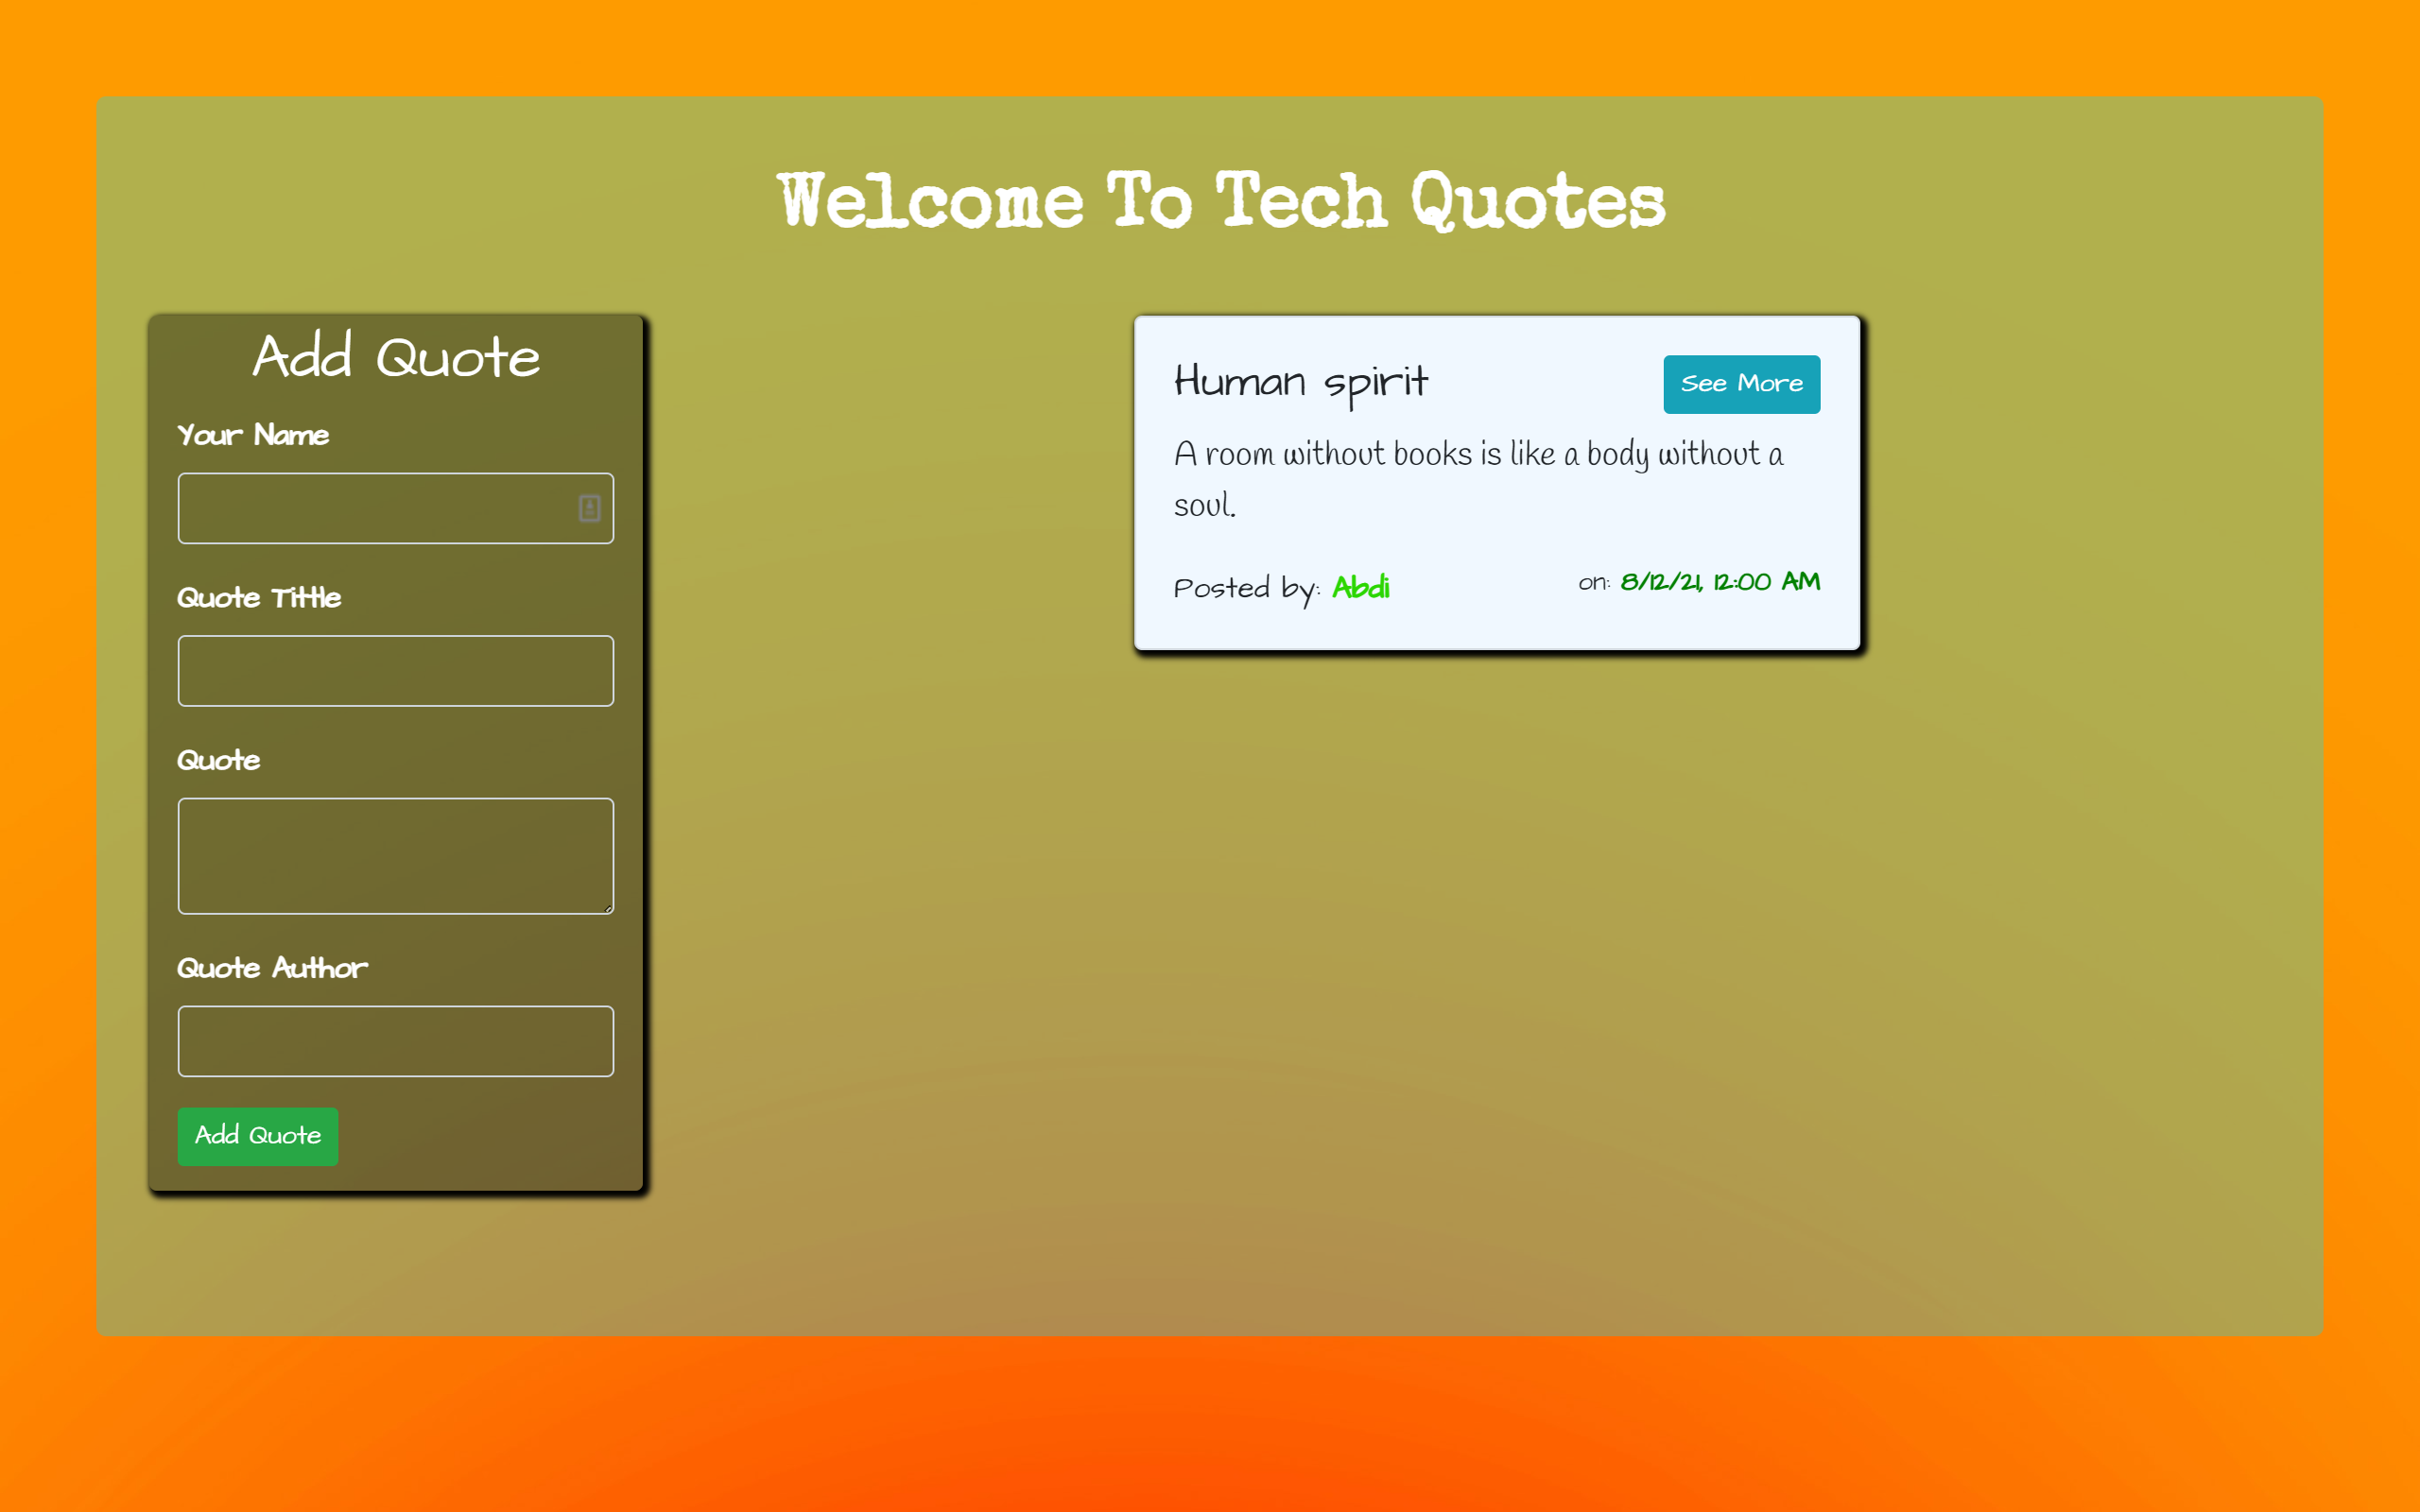 Welcome To Tech Quotes
Add Quote
Your Name
Quote Tittle
Quote
Quote Author
Add Quote
Human spirit
See More
A room without books is like a body without a
soul.
Posted by: Abdi
on: 8/12/21, 12:00 AM